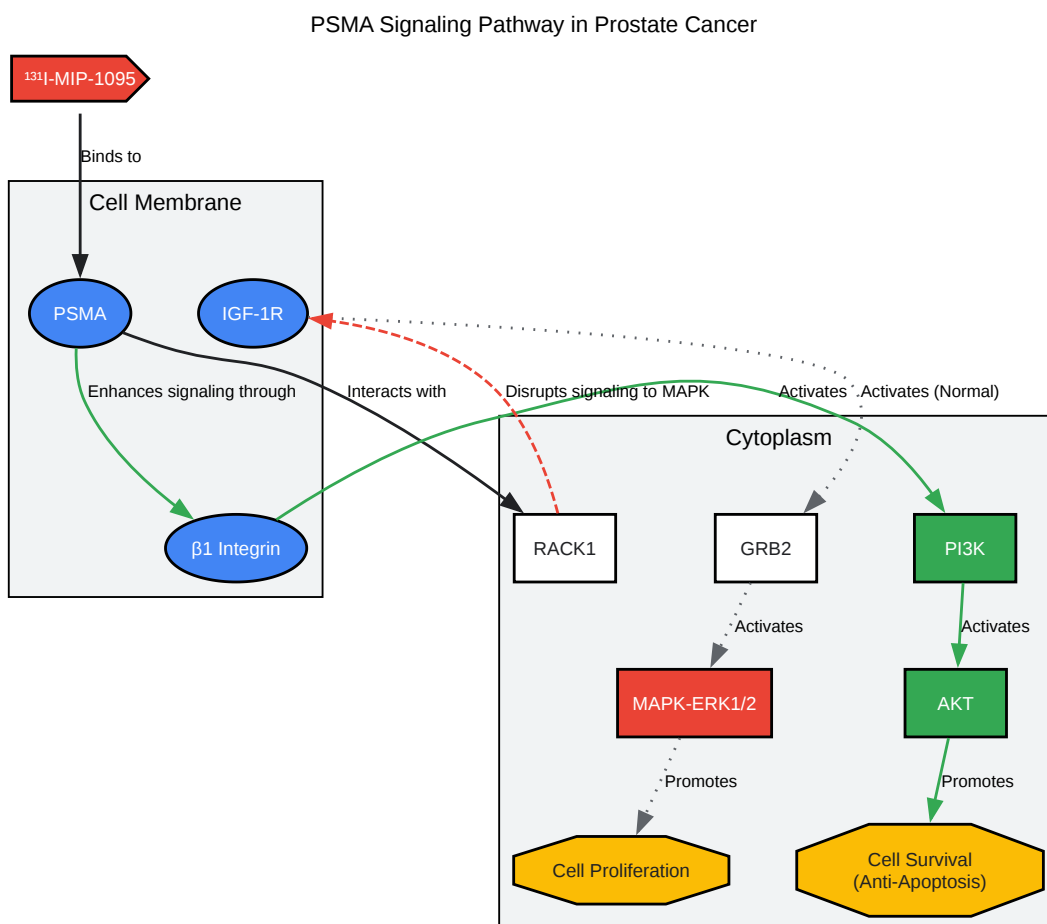 PSMA Signaling Pathway in Prostate Cancer
¹³¹I-MIP-1095
Binds to
Cell Membrane
PSMA
IGF-1R
Enhances signaling through
Interacts with
Disrupts signaling to MAPK
Activates
Activates (Normal)
Cytoplasm
β1 Integrin
RACK1
GRB2
PI3K
Activates
Activates
MAPK-ERK1/2
AKT
Promotes
Promotes
Cell Proliferation
Cell Survival
(Anti-Apoptosis)